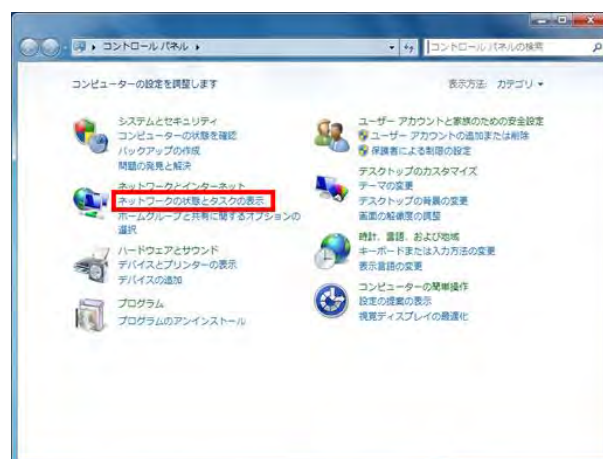 コントロール パネル
コントロール パネルの検索
コンピューターの設定を調整します
表示方法: カテゴリ
システムとセキュリティ
コンピューターの状態を確認
バックアップの作成
問題の発見と解決
ネットワークとインターネット
ネットワークの状態とタスクの表示
ホームグループと共有に関するオプションの
選択
ハードウェアとサウンド
デバイスとプリンターの表示
デバイスの追加
プログラム
プログラムのアンインストール
ユーザー アカウントと家族のための安全設定
ユーザー アカウントの追加または削除
保護者による制限の設定
デスクトップのカスタマイズ
テーマの変更
デスクトップの背景の変更
画面の解像度の調整
時計、言語、および地域
キーボードまたは入力方法の変更
表示言語の変更
コンピューターの簡単操作
設定の提案の表示
視覚ディスプレイの最適化